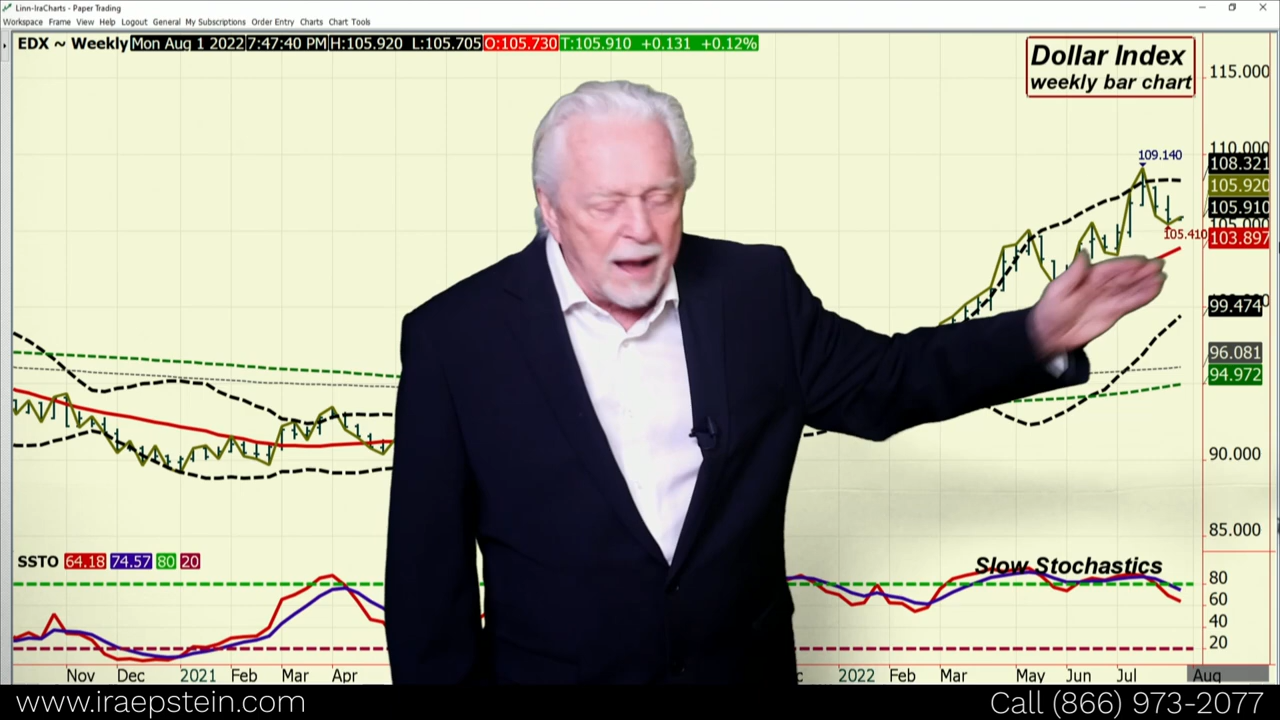 Linn-IraCharts - Paper Trading
Workspace Frame View Help Logout General My Subscriptions Order Entry Charts Chart Tools
EDX ~ Weekly Mon Aug 1 2022 7:47:40 PM H:105.920 L:105.705 O:105.730 T:105.910 +0.131 +0.12%
Dollar Index
weekly bar chart
115.000
109.140
110.000
108.321
105.920
105.910
105.000
105.410
103.897
99.474
96.081
94.972
90.000
85.000
SSTO 64.18 74.57 80 20
Slow Stochastics
80
60
40
20
Nov Dec 2021 Feb Mar Apr 2022 Feb Mar May Jun Jul Aug
www.iraepstein.com
Call (866) 973-2077